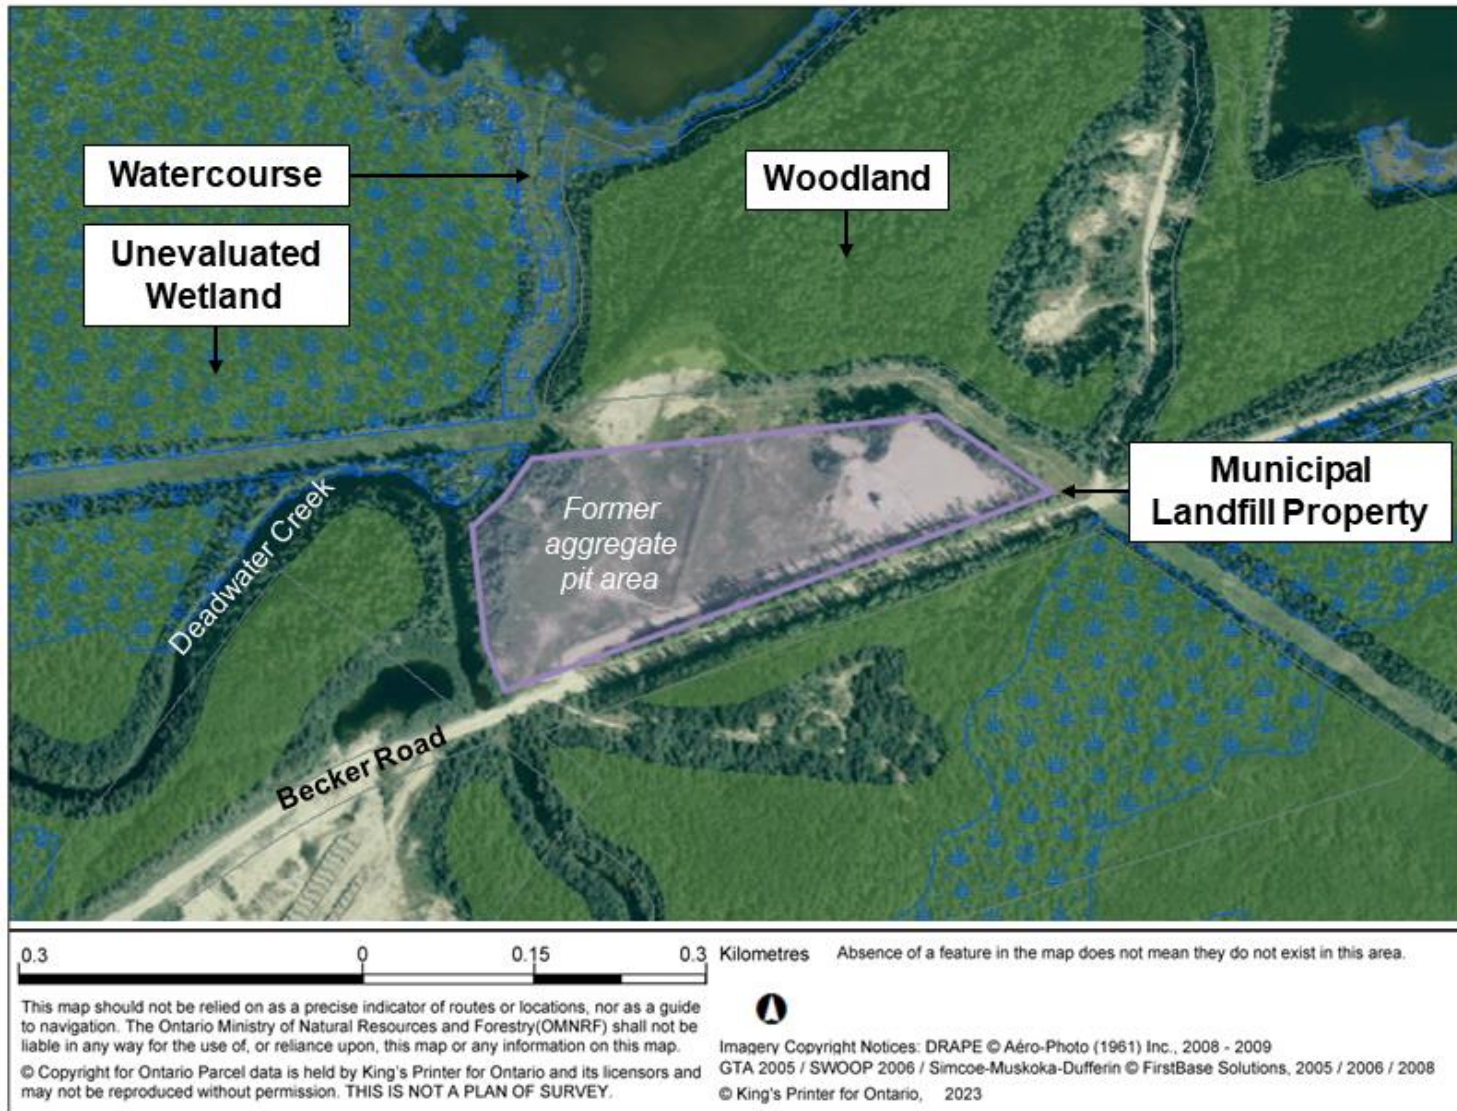 Watercourse
Unevaluated
Wetland
Woodland
Municipal
Landfill Property
Former
aggregate
pit area
Deadwater Creek
Becker Road
0.3 0 0.15 0.3 Kilometres
Absence of a feature in the map does not mean they do not exist in this area.
This map should not be relied on as a precise indicator of routes or locations, nor as a guide
to navigation. The Ontario Ministry of Natural Resources and Forestry(OMNRF) shall not be
liable in any way for the use of, or reliance upon, this map or any information on this map.
© Copyright for Ontario Parcel data is held by King's Printer for Ontario and its licensors and
may not be reproduced without permission. THIS IS NOT A PLAN OF SURVEY.
Imagery Copyright Notices: DRAPE © Aéro-Photo (1961) Inc., 2008 - 2009
GTA 2005 / SWOOP 2006 / Simcoe-Muskoka-Dufferin © FirstBase Solutions, 2005 / 2006 / 2008
© King's Printer for Ontario, 2023